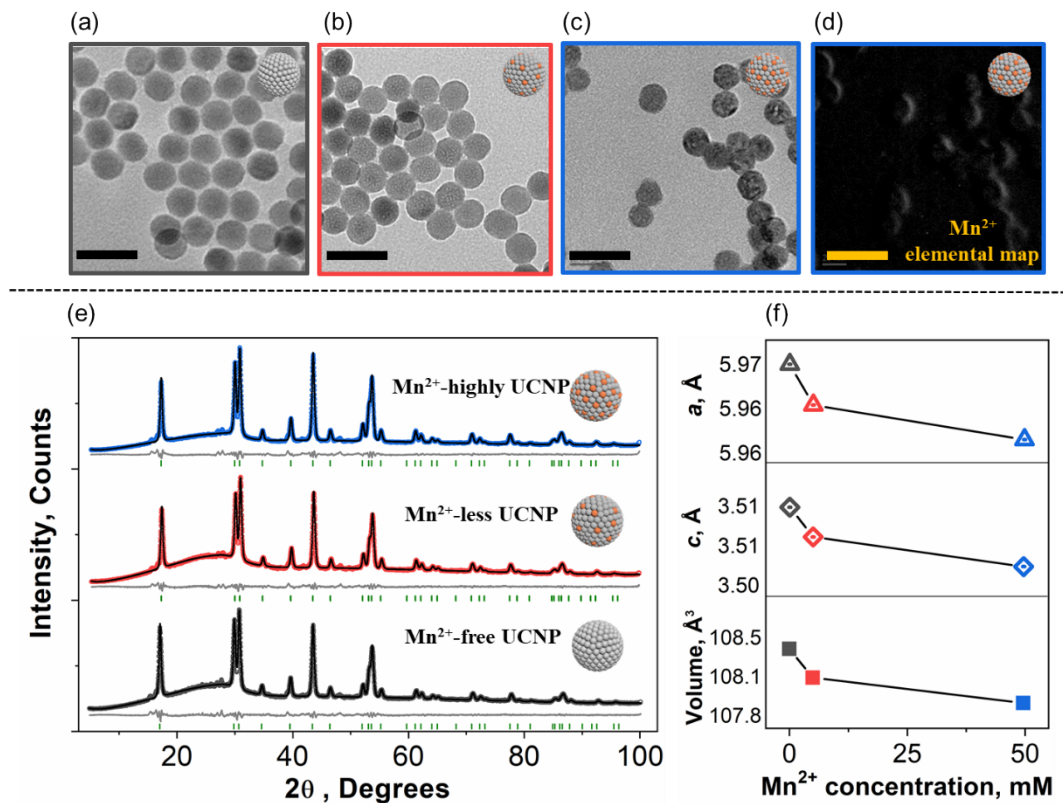 (a)
(b)
(c)
(d)
Mn²⁺
elemental map
(e)
(f)
Intensity, Counts
Mn²⁺-highly UCNP
Mn²⁺-less UCNP
Mn²⁺-free UCNP
20
40
60
80
100
2θ , Degrees
a, Å
5.97
5.96
5.96
c, Å
3.51
3.51
3.50
Volume, Å³
108.5
108.1
107.8
0
25
50
Mn²⁺ concentration, mM